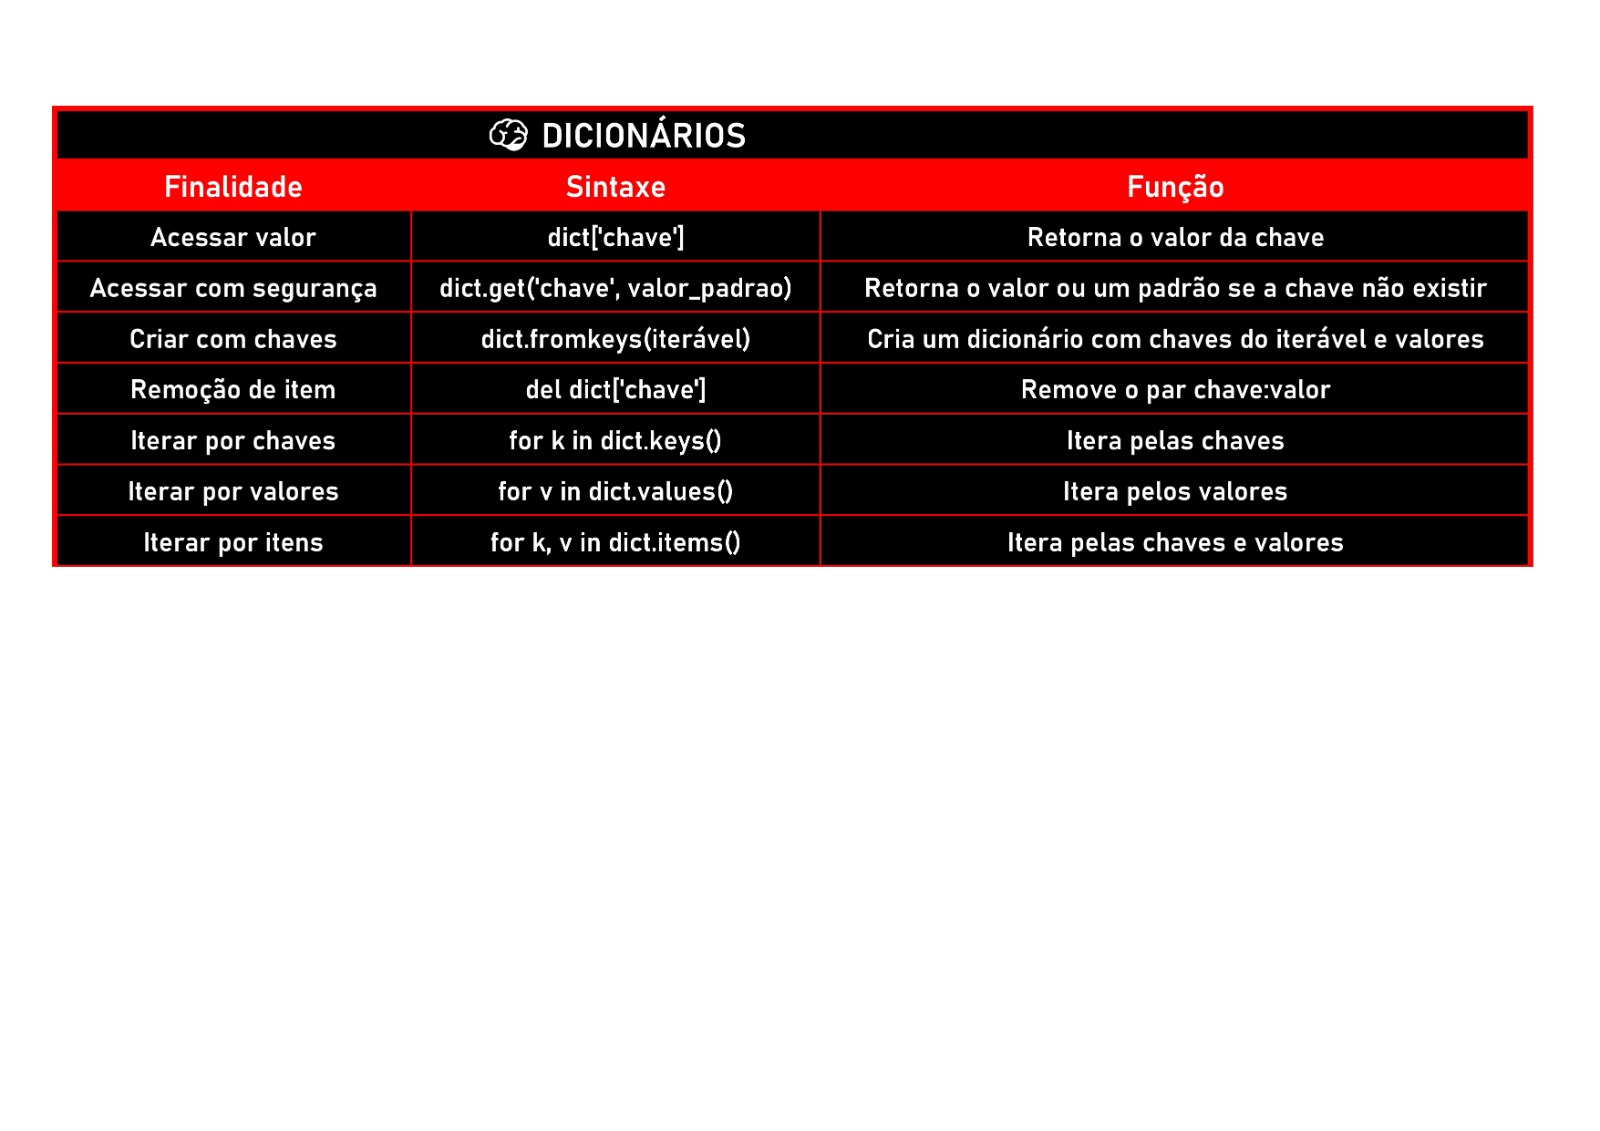 🧠 DICIONÁRIOS
Finalidade Sintaxe Função
Acessar valor dict['chave'] Retorna o valor da chave
Acessar com segurança dict.get('chave', valor_padrao) Retorna o valor ou um padrão se a chave não existir
Criar com chaves dict.fromkeys(iterável) Cria um dicionário com chaves do iterável e valores
Remoção de item del dict['chave'] Remove o par chave:valor
Iterar por chaves for k in dict.keys() Itera pelas chaves
Iterar por valores for v in dict.values() Itera pelos valores
Iterar por itens for k, v in dict.items() Itera pelas chaves e valores